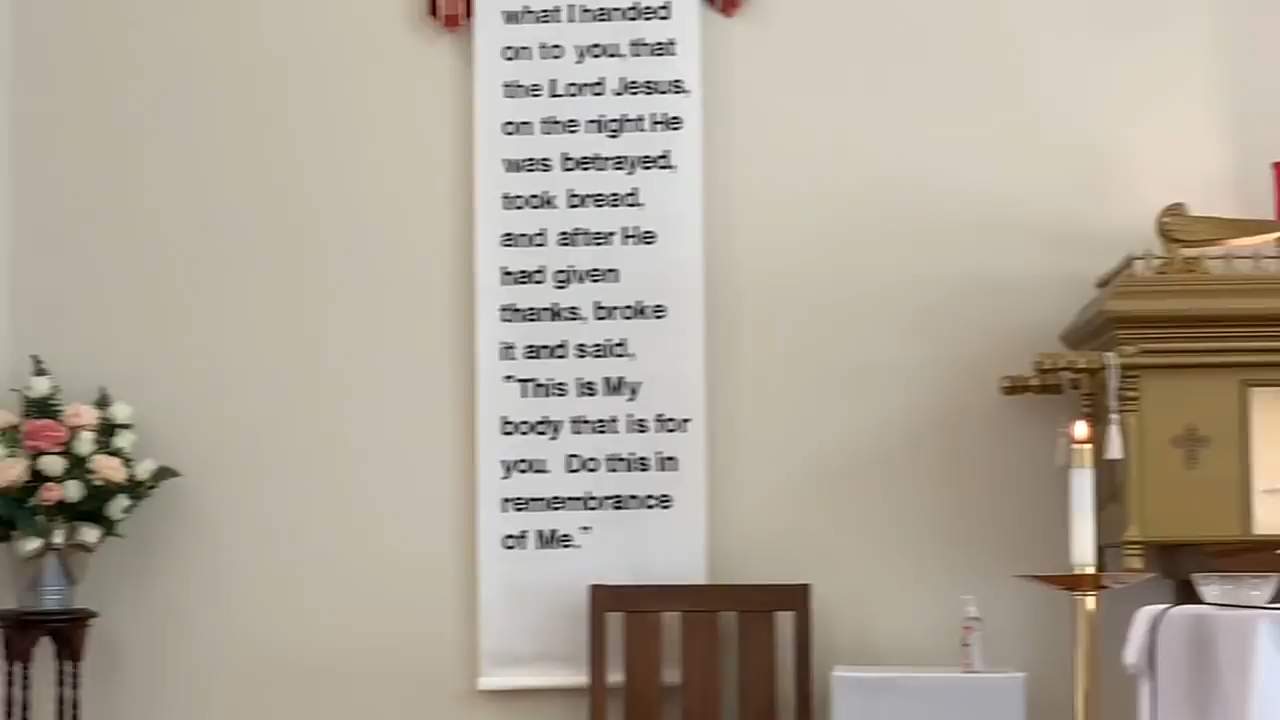 what I handed
on to you, that
the Lord Jesus,
on the night He
was betrayed,
took bread,
and after He
had given
thanks, broke
it and said,
"This is My
body that is for
you. Do this in
remembrance
of Me."